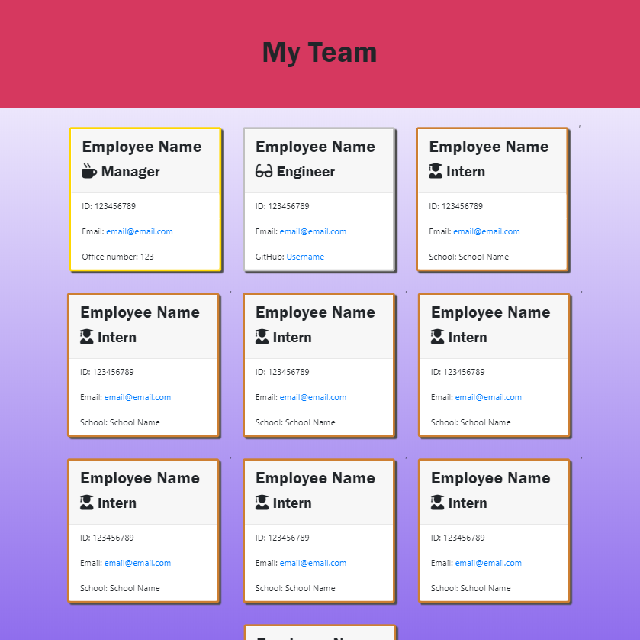 My Team
Employee Name
Manager
ID: 123456789
Email: email@email.com
Office number: 123
Employee Name
Engineer
ID: 123456789
Email: email@email.com
GitHub: Username
Employee Name
Intern
ID: 123456789
Email: email@email.com
School: School Name
Employee Name
Intern
ID: 123456789
Email: email@email.com
School: School Name
Employee Name
Intern
ID: 123456789
Email: email@email.com
School: School Name
Employee Name
Intern
ID: 123456789
Email: email@email.com
School: School Name
Employee Name
Intern
ID: 123456789
Email: email@email.com
School: School Name
Employee Name
Intern
ID: 123456789
Email: email@email.com
School: School Name
Employee Name
Intern
ID: 123456789
Email: email@email.com
School: School Name